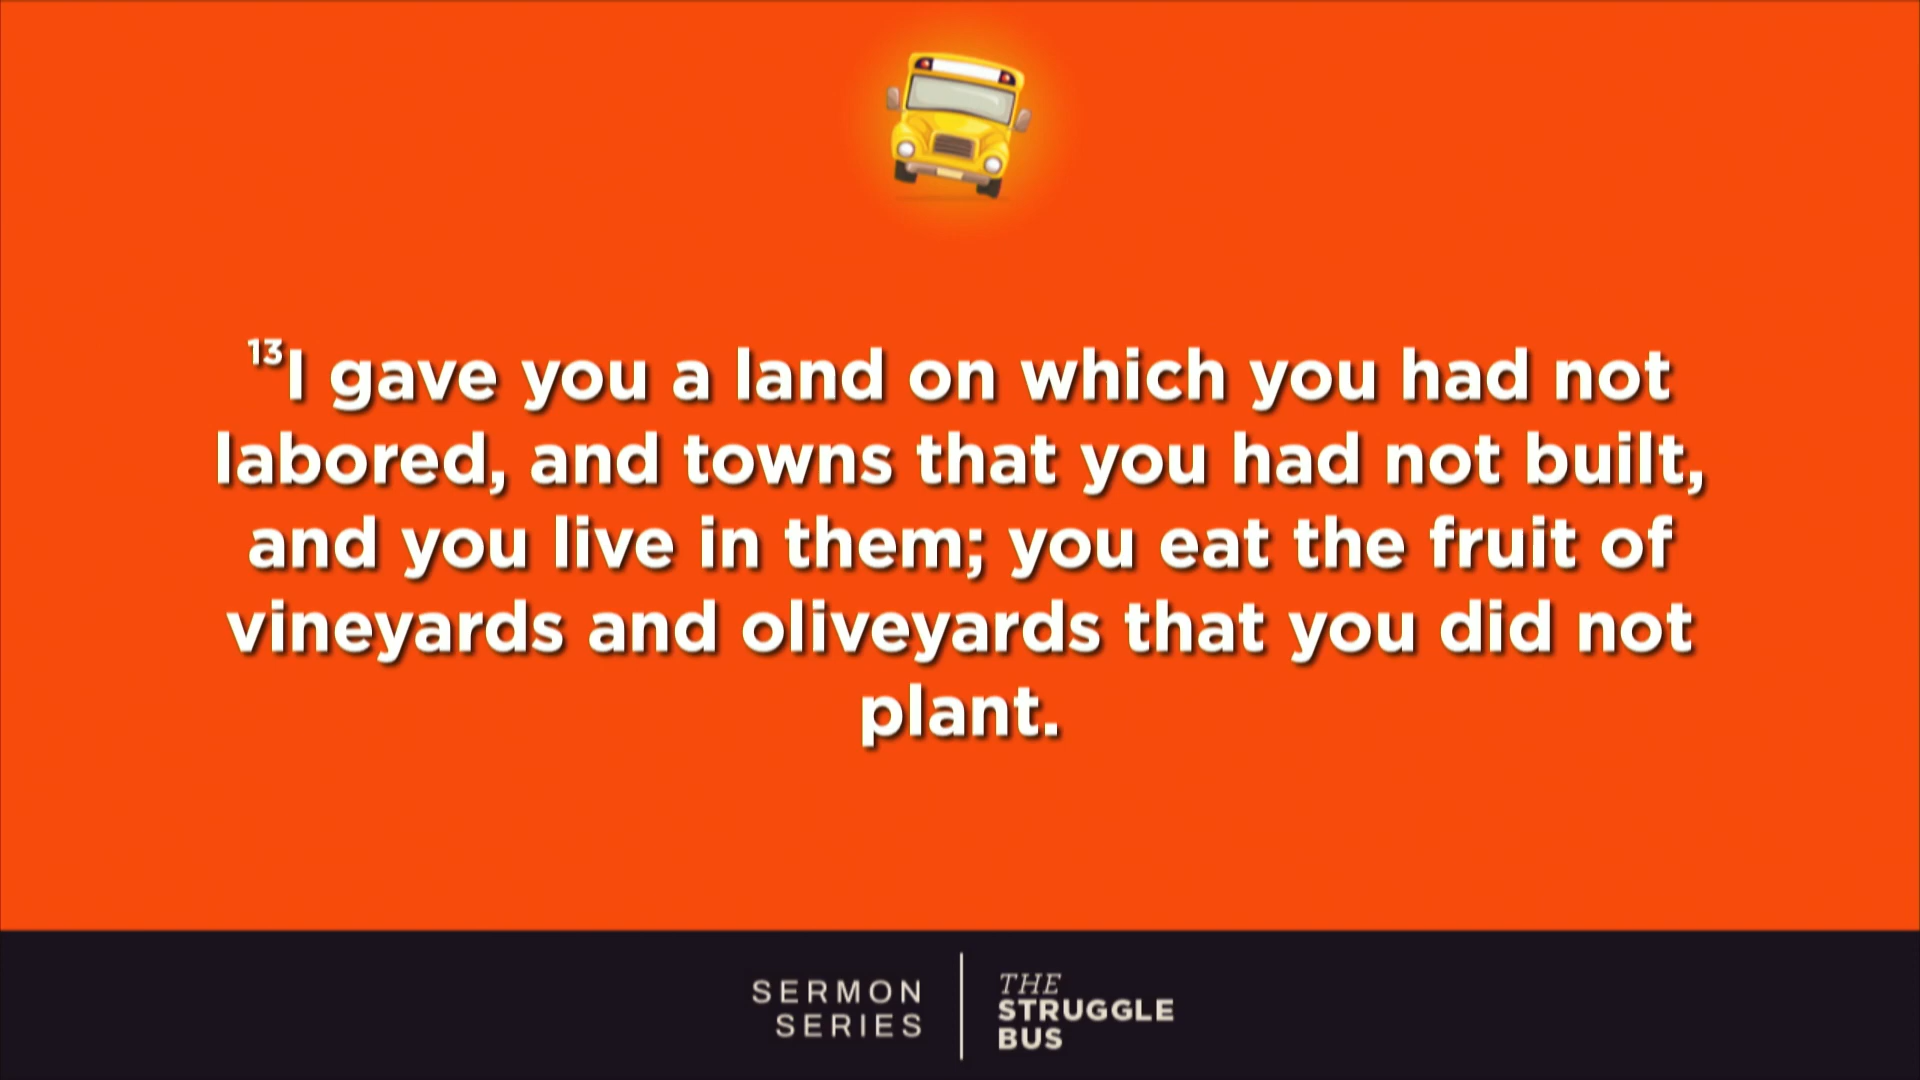 ¹³I gave you a land on which you had not
labored, and towns that you had not built,
and you live in them; you eat the fruit of
vineyards and oliveyards that you did not
plant.
SERMON
SERIES
THE
STRUGGLE
BUS